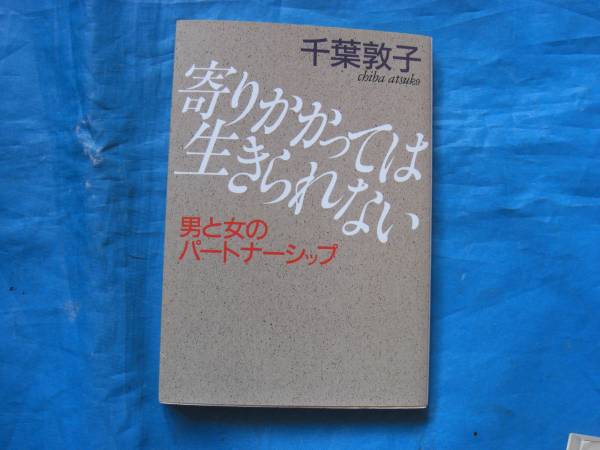 千葉敦子
chiba atsuko
寄りかかっては
生きられない
男と女の
パートナーシップ